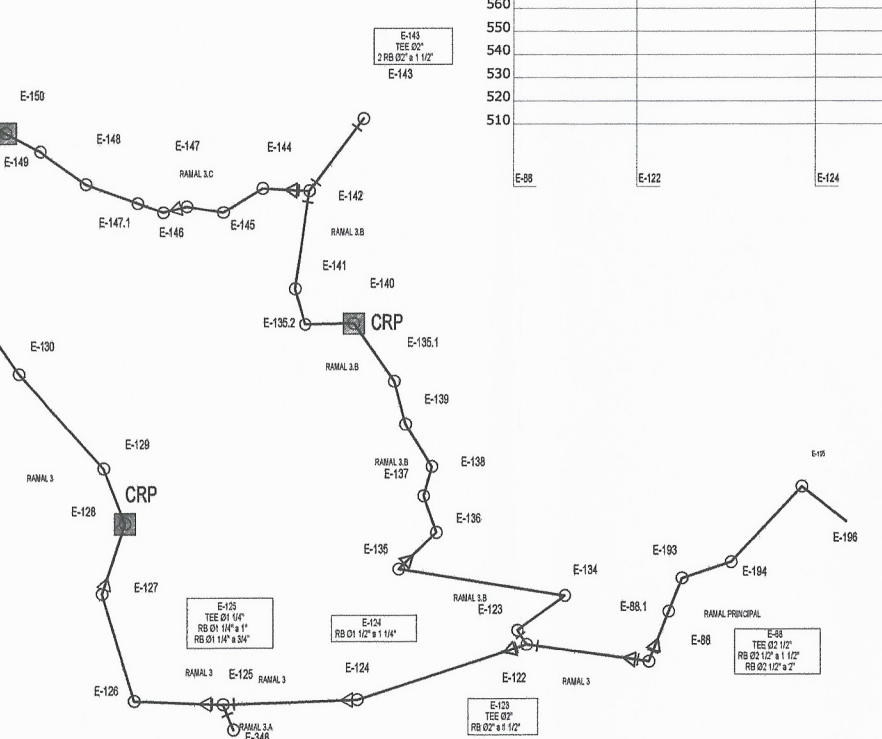 560
550
540
530
520
510
E-88
E-122
E-124
E-143
TEE Ø2"
2 RB Ø2" a 1 1/2"
E-143
E-150
E-149
E-148
E-147
E-144
RAMAL 3.C
E-142
E-147.1
E-146
E-145
RAMAL 3.B
E-141
E-140
E-135.2
CRP
E-135.1
RAMAL 3.B
E-130
E-139
E-129
RAMAL 3.B
E-138
RAMAL 3
E-137
CRP
E-128
E-136
E-196
E-135
E-193
E-194
E-134
E-127
RAMAL 3.B
E-123
E-88.1
RAMAL PRINCIPAL
E-125
TEE Ø1 1/4"
RB Ø1 1/4" a 1"
RB Ø1 1/4" a 3/4"
E-124
RB Ø1 1/2" a 1 1/4"
E-88
E-88
TEE Ø2 1/2"
RB Ø2 1/2" a 1 1/2"
RB Ø2 1/2" a 2"
RAMAL 3
E-125
RAMAL 3
E-124
E-122
RAMAL 3
E-126
E-123
TEE Ø2"
RB Ø2" a 1 1/2"
RAMAL 3.A
E-348